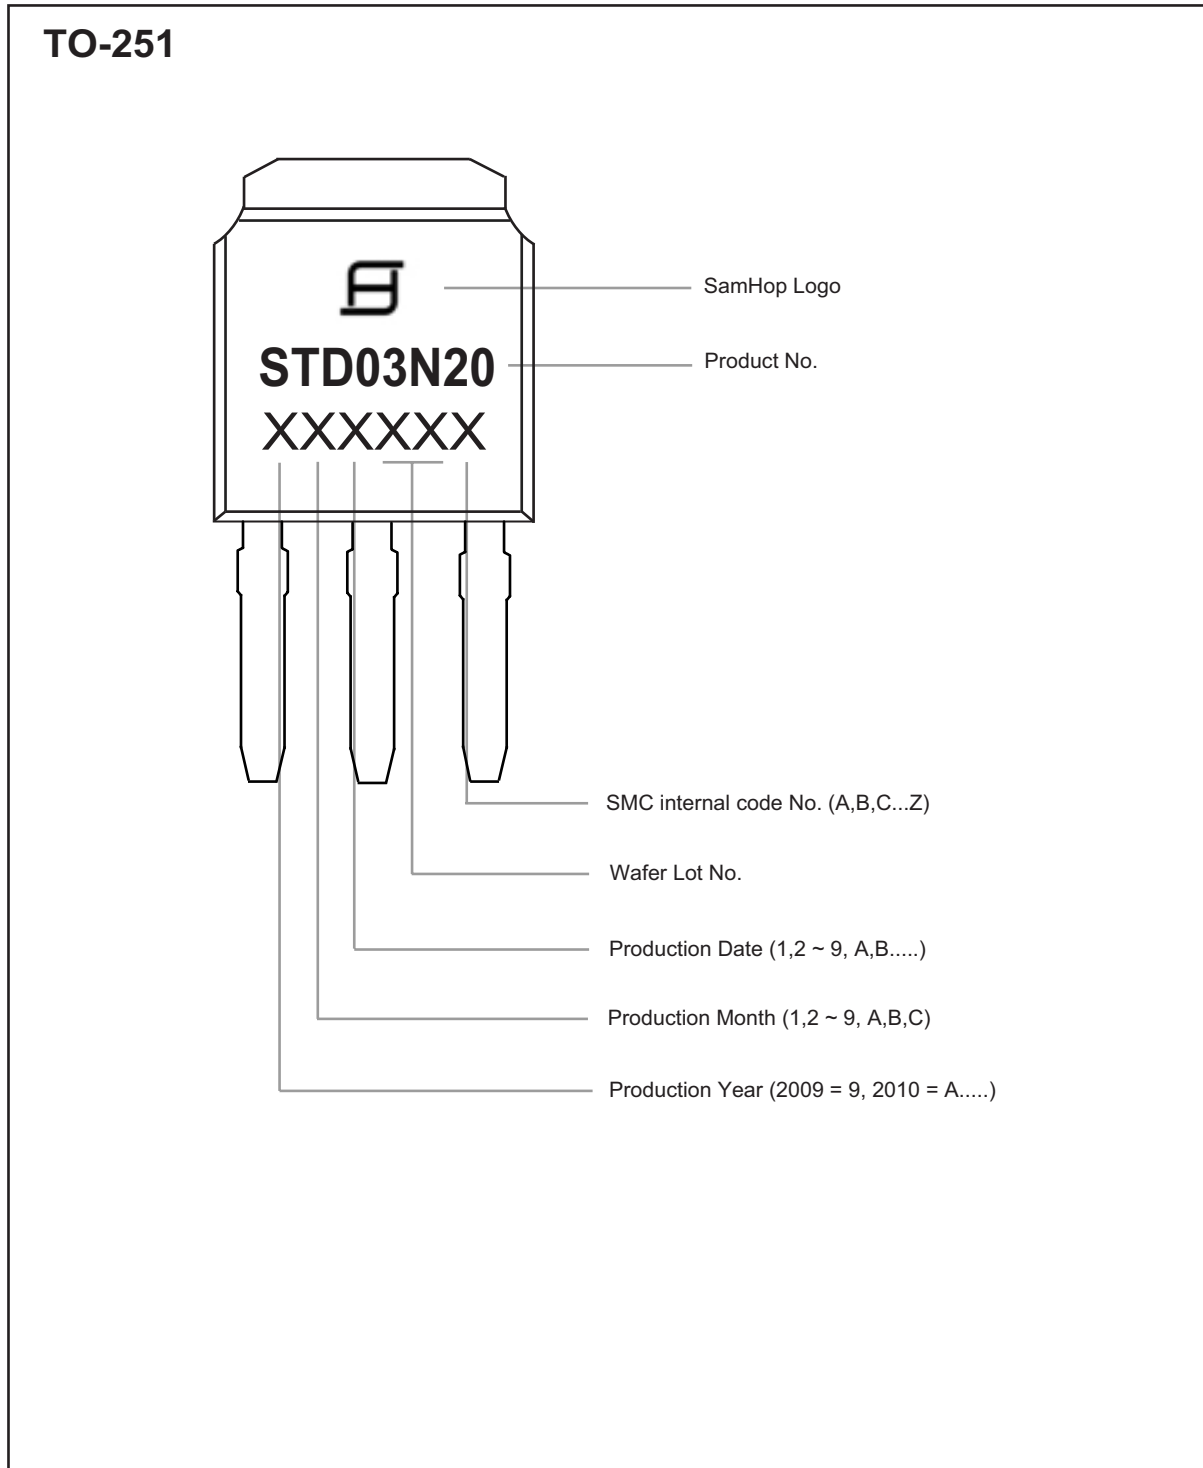 TO-251
SamHop Logo
STD03N20
Product No.
XXXXXX
SMC internal code No. (A,B,C...Z)
Wafer Lot No.
Production Date (1,2 ~ 9, A,B.....)
Production Month (1,2 ~ 9, A,B,C)
Production Year (2009 = 9, 2010 = A.....)